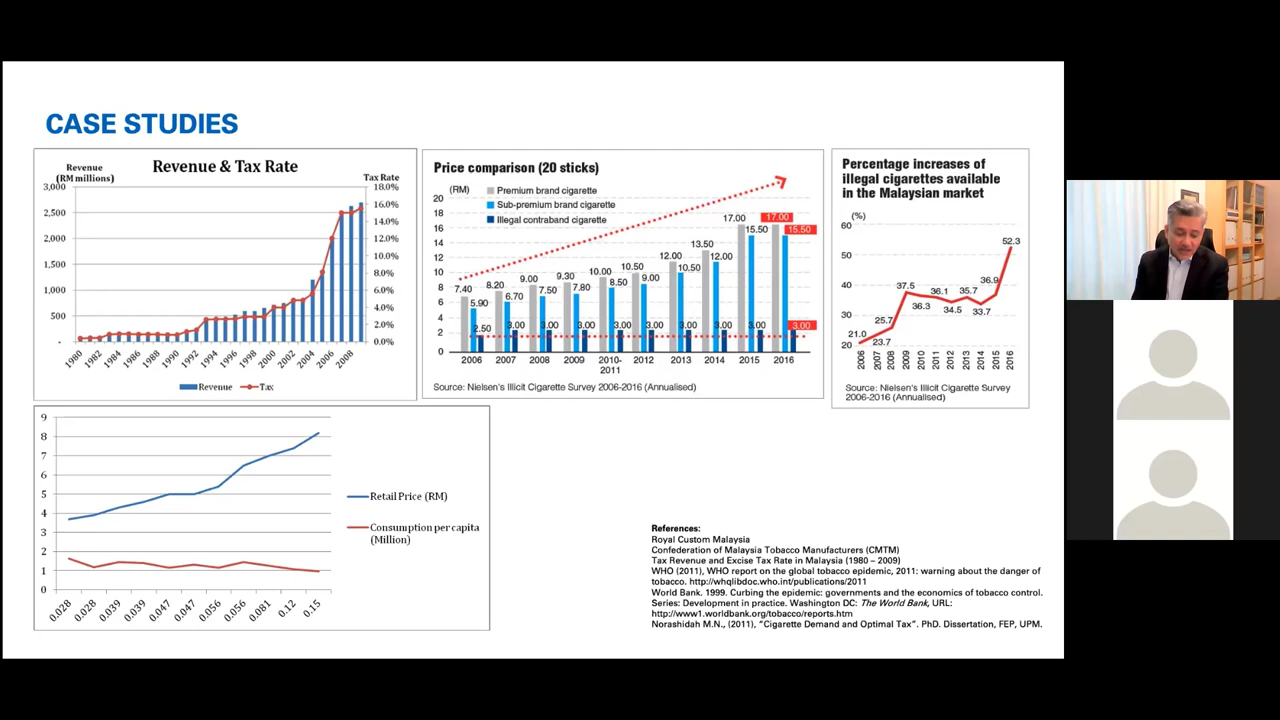 CASE STUDIES
Revenue & Tax Rate
Revenue
(RM millions)
Tax Rate
3,000
2,500
2,000
1,500
1,000
500
-
18.0%
16.0%
14.0%
12.0%
10.0%
8.0%
6.0%
4.0%
2.0%
0.0%
1980 1982 1984 1986 1988 1990 1992 1994 1996 1998 2000 2002 2004 2006 2008
Revenue Tax
Price comparison (20 sticks)
(RM)
Premium brand cigarette
Sub-premium brand cigarette
Illegal contraband cigarette
20
18
16
14
12
10
8
6
4
2
0
7.40 8.20 9.00 9.30 10.00 10.50 12.00 13.50 17.00 17.00
5.90 6.70 7.50 7.80 8.50 9.00 10.50 12.00 15.50 15.50
2.50 3.00 3.00 3.00 3.00 3.00 3.00 3.00 3.00 3.00
2006 2007 2008 2009 2010-2011 2012 2013 2014 2015 2016
Source: Nielsen's Illicit Cigarette Survey 2006-2016 (Annualised)
Percentage increases of
illegal cigarettes available
in the Malaysian market
(%)
60
50
40
30
20
21.0 23.7 25.7 37.5 36.3 36.1 34.5 35.7 33.7 36.9 52.3
2006 2007 2008 2009 2010 2011 2012 2013 2014 2015 2016
Source: Nielsen's Illicit Cigarette Survey
2006-2016 (Annualised)
9
8
7
6
5
4
3
2
1
0
0.028 0.028 0.039 0.039 0.047 0.047 0.056 0.056 0.081 0.12 0.15
Retail Price (RM)
Consumption per capita
(Million)
References:
Royal Custom Malaysia
Confederation of Malaysia Tobacco Manufacturers (CMTM)
Tax Revenue and Excise Tax Rate in Malaysia (1980 – 2009)
WHO (2011), WHO report on the global tobacco epidemic, 2011: warning about the danger of
tobacco. http://whqlibdoc.who.int/publications/2011
World Bank. 1999. Curbing the epidemic: governments and the economics of tobacco control.
Series: Development in practice. Washington DC: The World Bank, URL:
http://www1.worldbank.org/tobacco/reports.htm
Norashidah M.N., (2011), "Cigarette Demand and Optimal Tax". PhD. Dissertation, FEP, UPM.